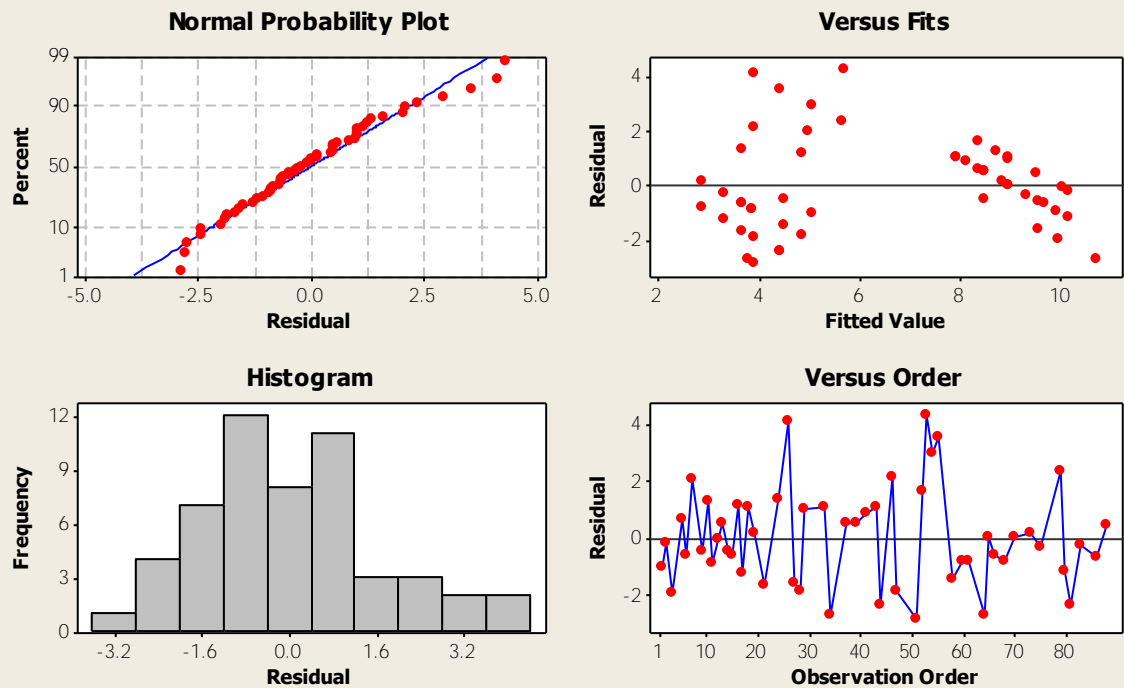 Normal Probability Plot
99
90
50
10
1
Percent
-5.0 -2.5 0.0 2.5 5.0
Residual
Versus Fits
4
2
0
-2
Residual
2 4 6 8 10
Fitted Value
Histogram
12
9
6
3
0
Frequency
-3.2 -1.6 0.0 1.6 3.2
Residual
Versus Order
4
2
0
-2
Residual
1 10 20 30 40 50 60 70 80
Observation Order